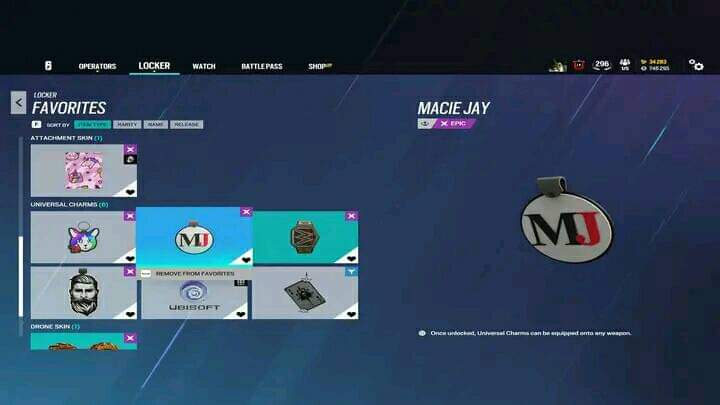 6 OPERATORS LOCKER WATCH BATTLE PASS SHOP
296
LOCKER
FAVORITES
SORT BY ITEM TYPE RARITY NAME RELEASE
ATTACHMENT SKIN (1)
UNIVERSAL CHARMS (6)
MJ
REMOVE FROM FAVORITES
UBISOFT
DRONE SKIN (1)
MACIE JAY
EPIC
MJ
Once unlocked, Universal Charms can be equipped onto any weapon.